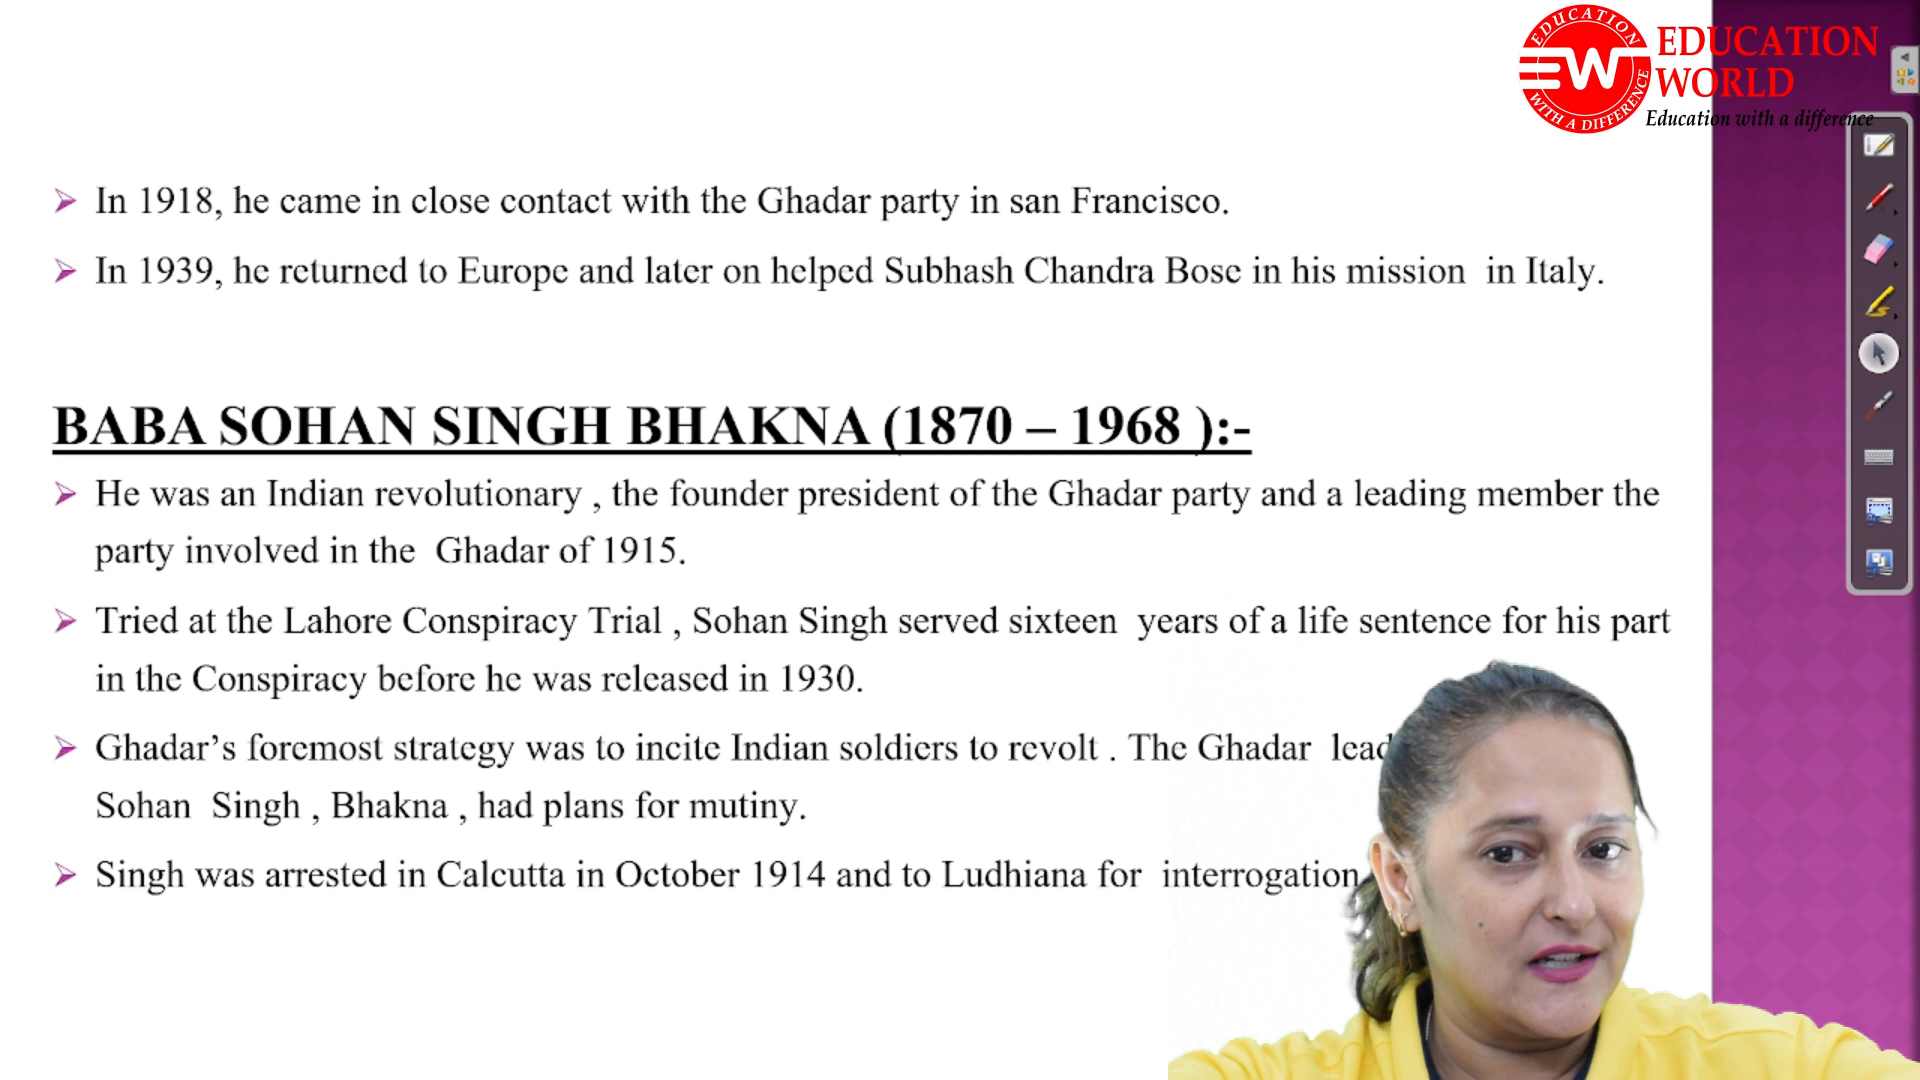 EDUCATION
WITH A DIFFERENCE
EW
EDUCATION
WORLD
Education with a difference
In 1918, he came in close contact with the Ghadar party in san Francisco.
In 1939, he returned to Europe and later on helped Subhash Chandra Bose in his mission in Italy.
BABA SOHAN SINGH BHAKNA (1870 – 1968 ):-
He was an Indian revolutionary , the founder president of the Ghadar party and a leading member the
party involved in the Ghadar of 1915.
Tried at the Lahore Conspiracy Trial , Sohan Singh served sixteen years of a life sentence for his part
in the Conspiracy before he was released in 1930.
Ghadar’s foremost strategy was to incite Indian soldiers to revolt . The Ghadar
Sohan Singh , Bhakna , had plans for mutiny.
Singh was arrested in Calcutta in October 1914 and to Ludhiana for interrogation